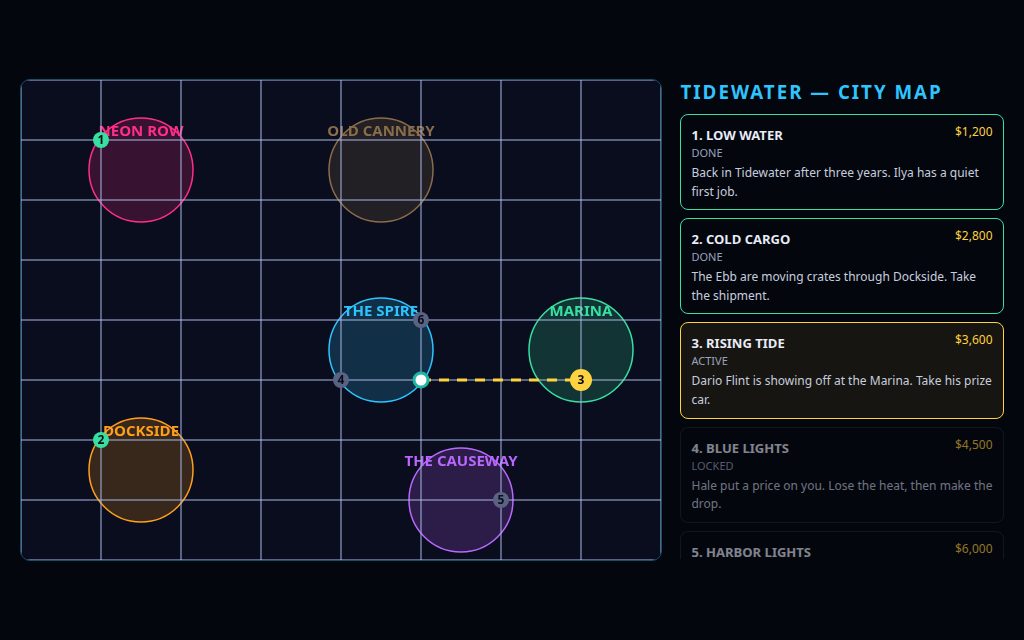 NEON ROW
OLD CANNERY
1
THE SPIRE
MARINA
6
4
3
DOCKSIDE
2
THE CAUSEWAY
5
TIDEWATER — CITY MAP
1. LOW WATER
$1,200
DONE
Back in Tidewater after three years. Ilya has a quiet
first job.
2. COLD CARGO
$2,800
DONE
The Ebb are moving crates through Dockside. Take
the shipment.
3. RISING TIDE
$3,600
ACTIVE
Dario Flint is showing off at the Marina. Take his prize
car.
4. BLUE LIGHTS
$4,500
LOCKED
Hale put a price on you. Lose the heat, then make the
drop.
5. HARBOR LIGHTS
$6,000